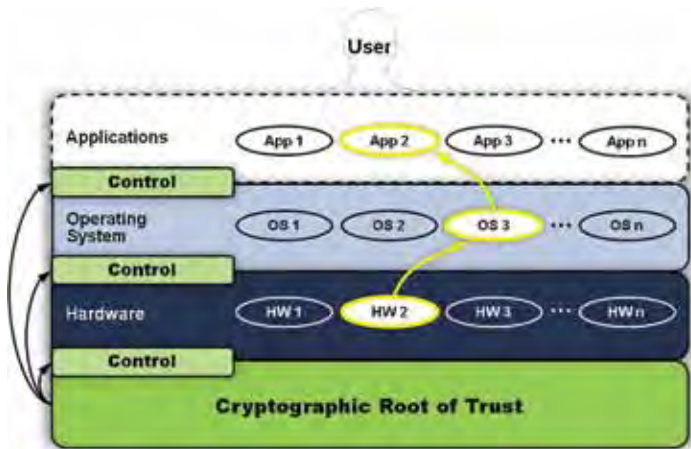 User
Applications
App 1 App 2 App 3 ... App n
Control
Operating
System
OS 1 OS 2 OS 3 ... OS n
Control
Hardware
HW 1 HW 2 HW 3 ... HW n
Control
Cryptographic Root of Trust